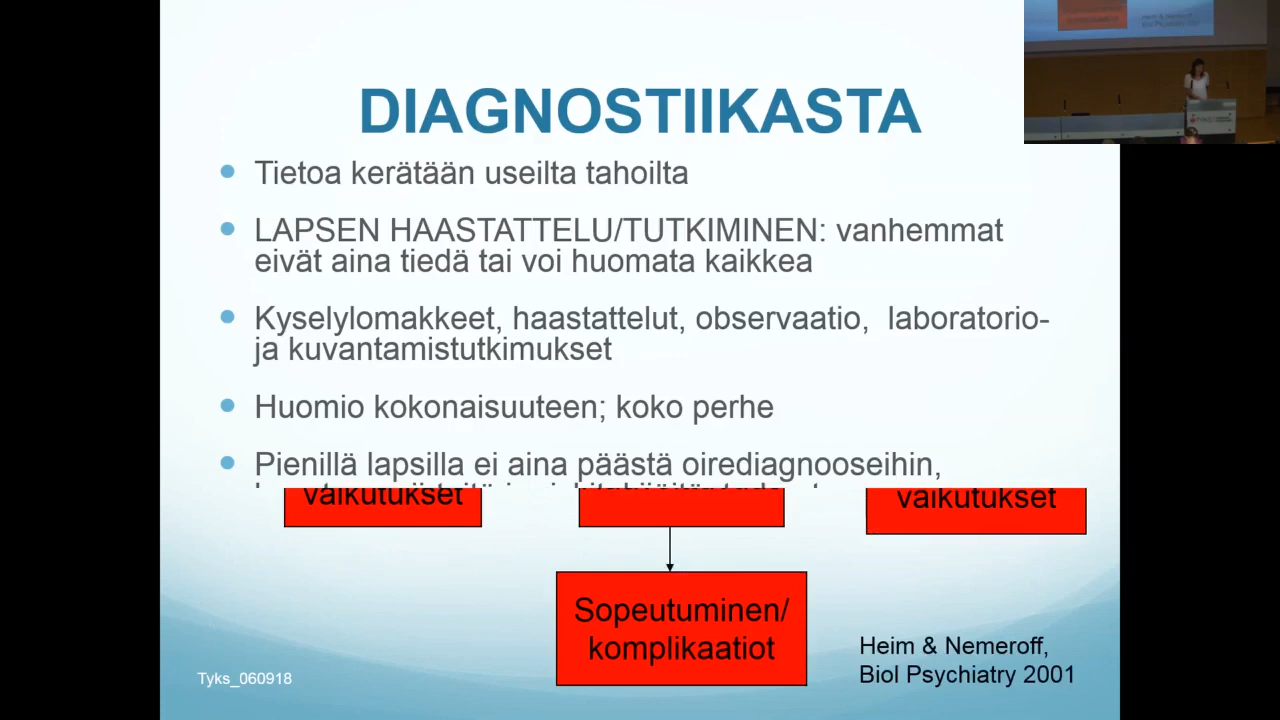 DIAGNOSTIIKASTA
Tietoa kerätään useilta tahoilta
LAPSEN HAASTATTELU/TUTKIMINEN: vanhemmat
eivät aina tiedä tai voi huomata kaikkea
Kyselylomakkeet, haastattelut, observaatio, laboratorio-
ja kuvantamistutkimukset
Huomio kokonaisuuteen; koko perhe
Pienillä lapsilla ei aina päästä oirediagnooseihin,
vaikutukset
vaikutukset
Sopeutuminen/
komplikaatiot
Heim & Nemeroff,
Biol Psychiatry 2001
Tyks_060918
Heim & Nemeroff